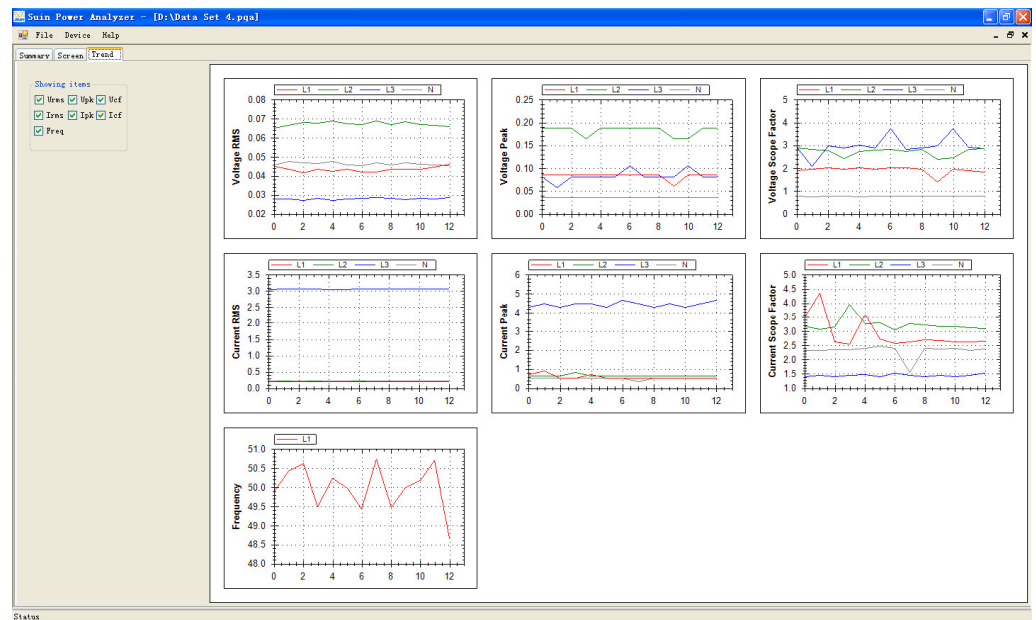 Suin Power Analyzer - [D:\Data Set 4.pqa]
File Device Help
Summary Screen Trend
Showing items
Urms Upk Ucf
Irms Ipk Icf
Freq
L1 L2 L3 N
Voltage RMS
0.08
0.07
0.06
0.05
0.04
0.03
0.02
0 2 4 6 8 10 12
L1 L2 L3 N
Voltage Peak
0.25
0.20
0.15
0.10
0.05
0.00
0 2 4 6 8 10 12
L1 L2 L3 N
Voltage Scope Factor
5
4
3
2
1
0
0 2 4 6 8 10 12
L1 L2 L3 N
Current RMS
3.5
3.0
2.5
2.0
1.5
1.0
0.5
0.0
0 2 4 6 8 10 12
L1 L2 L3 N
Current Peak
6
5
4
3
2
1
0
0 2 4 6 8 10 12
L1 L2 L3 N
Current Scope Factor
5.0
4.5
4.0
3.5
3.0
2.5
2.0
1.5
1.0
0 2 4 6 8 10 12
L1
Frequency
51.0
50.5
50.0
49.5
49.0
48.5
48.0
0 2 4 6 8 10 12
Status